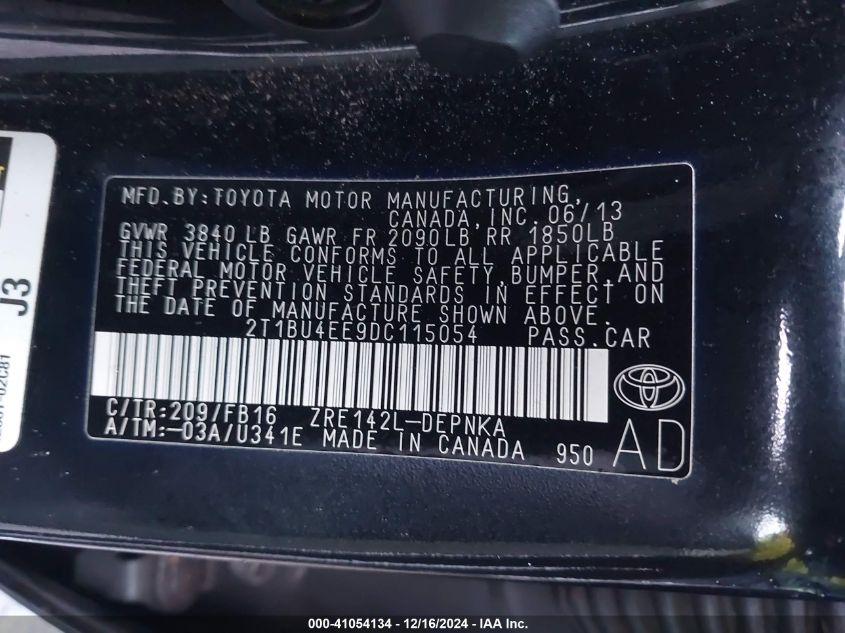 MFD. BY: TOYOTA MOTOR MANUFACTURING,
CANADA, INC. 06/13
GVWR 3840 LB GAWR FR 2090LB RR 1850LB
THIS VEHICLE CONFORMS TO ALL APPLICABLE
FEDERAL MOTOR VEHICLE SAFETY, BUMPER, AND
THEFT PREVENTION STANDARDS IN EFFECT ON
THE DATE OF MANUFACTURE SHOWN ABOVE.
2T1BU4EE9DC115054 PASS. CAR
C/TR: 209/FB16 ZRE142L-DEPNKA
A/TM: -03A/U341E MADE IN CANADA 950
AD
J3
000-41054134 - 12/16/2024 - IAA Inc.